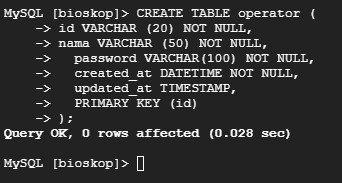 MySQL [bioskop]> CREATE TABLE operator (
    -> id VARCHAR (20) NOT NULL,
    -> nama VARCHAR (50) NOT NULL,
    ->   password VARCHAR(100) NOT NULL,
    ->   created_at DATETIME NOT NULL,
    ->   updated_at TIMESTAMP,
    ->   PRIMARY KEY (id)
    -> );
Query OK, 0 rows affected (0.028 sec)
MySQL [bioskop]>